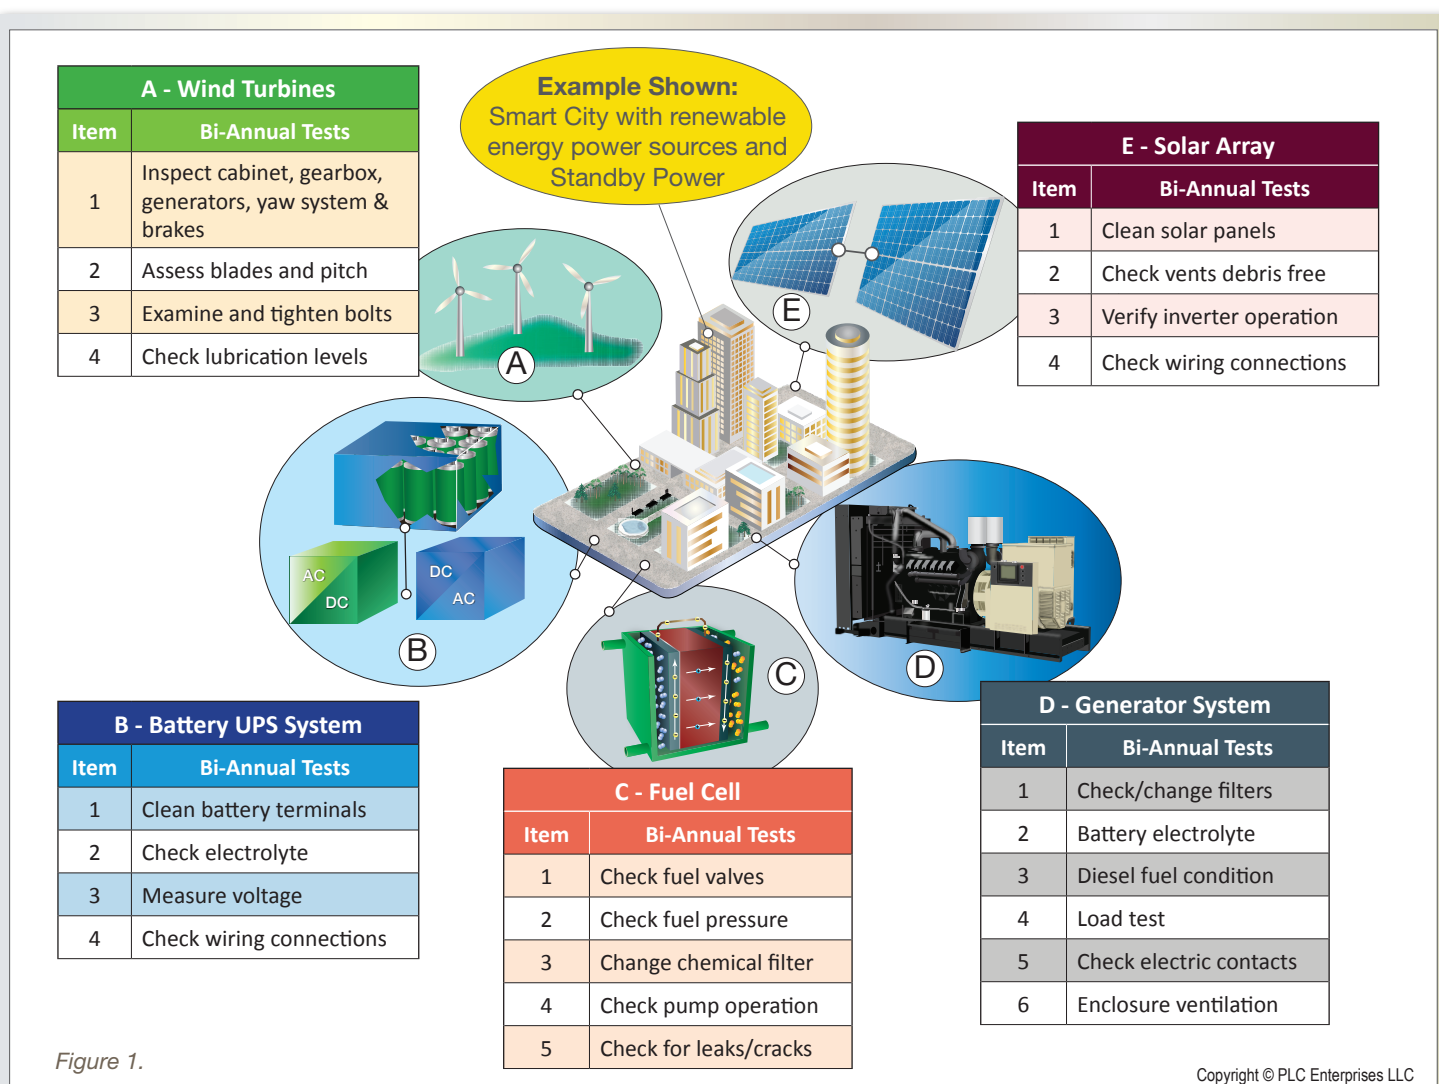 A - Wind Turbines
Item Bi-Annual Tests
1 Inspect cabinet, gearbox,
generators, yaw system &
brakes
2 Assess blades and pitch
3 Examine and tighten bolts
4 Check lubrication levels
Example Shown:
Smart City with renewable
energy power sources and
Standby Power
E - Solar Array
Item Bi-Annual Tests
1 Clean solar panels
2 Check vents debris free
3 Verify inverter operation
4 Check wiring connections
A
E
AC
DC
DC
AC
B
C
D
B - Battery UPS System
Item Bi-Annual Tests
1 Clean battery terminals
2 Check electrolyte
3 Measure voltage
4 Check wiring connections
C - Fuel Cell
Item Bi-Annual Tests
1 Check fuel valves
2 Check fuel pressure
3 Change chemical filter
4 Check pump operation
5 Check for leaks/cracks
D - Generator System
Item Bi-Annual Tests
1 Check/change filters
2 Battery electrolyte
3 Diesel fuel condition
4 Load test
5 Check electric contacts
6 Enclosure ventilation
Figure 1.
Copyright © PLC Enterprises LLC